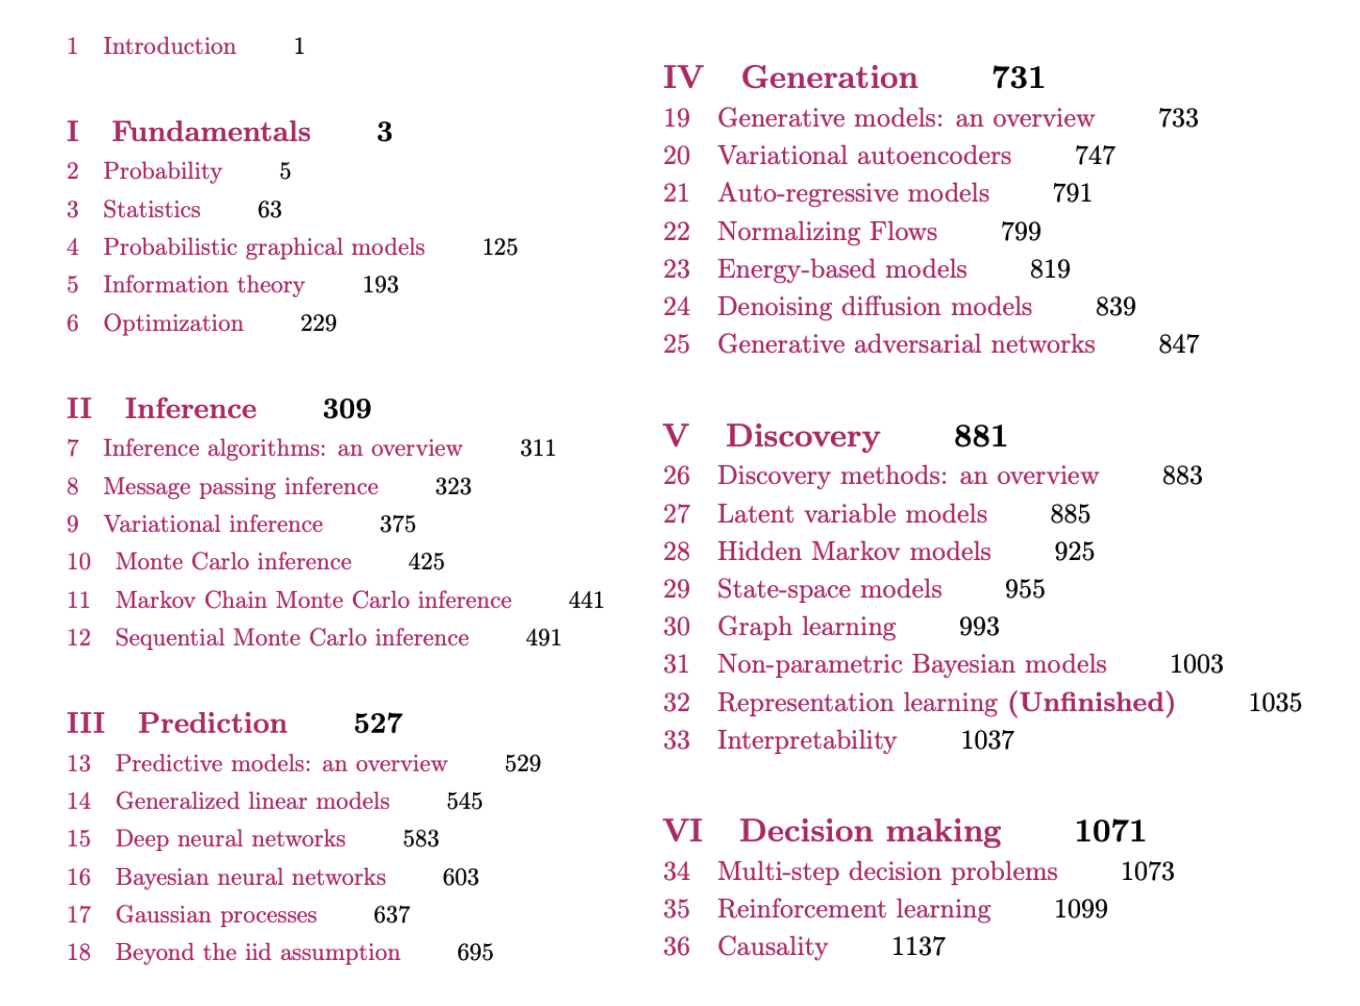 1 Introduction 1
I Fundamentals 3
2 Probability 5
3 Statistics 63
4 Probabilistic graphical models 125
5 Information theory 193
6 Optimization 229
II Inference 309
7 Inference algorithms: an overview 311
8 Message passing inference 323
9 Variational inference 375
10 Monte Carlo inference 425
11 Markov Chain Monte Carlo inference 441
12 Sequential Monte Carlo inference 491
III Prediction 527
13 Predictive models: an overview 529
14 Generalized linear models 545
15 Deep neural networks 583
16 Bayesian neural networks 603
17 Gaussian processes 637
18 Beyond the iid assumption 695
IV Generation 731
19 Generative models: an overview 733
20 Variational autoencoders 747
21 Auto-regressive models 791
22 Normalizing Flows 799
23 Energy-based models 819
24 Denoising diffusion models 839
25 Generative adversarial networks 847
V Discovery 881
26 Discovery methods: an overview 883
27 Latent variable models 885
28 Hidden Markov models 925
29 State-space models 955
30 Graph learning 993
31 Non-parametric Bayesian models 1003
32 Representation learning (Unfinished) 1035
33 Interpretability 1037
VI Decision making 1071
34 Multi-step decision problems 1073
35 Reinforcement learning 1099
36 Causality 1137